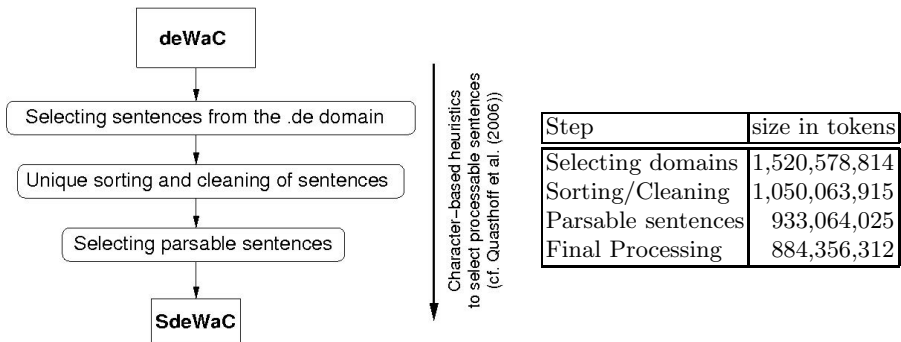 deWaC
Selecting sentences from the .de domain
Unique sorting and cleaning of sentences
Selecting parsable sentences
SdeWaC
Character-based heuristics
to select processable sentences
(cf. Quasthoff et al. (2006))
Step size in tokens
Selecting domains 1,520,578,814
Sorting/Cleaning 1,050,063,915
Parsable sentences 933,064,025
Final Processing 884,356,312